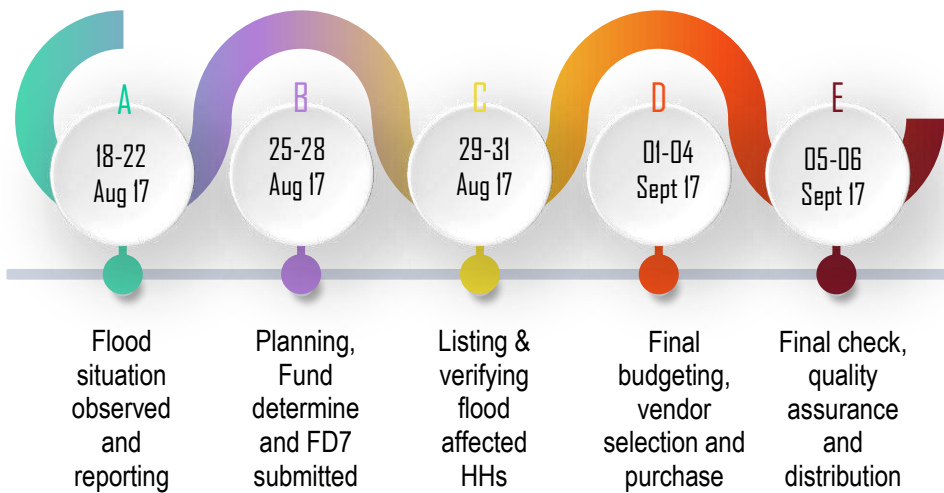 A
18-22
Aug 17
B
25-28
Aug 17
C
29-31
Aug 17
D
01-04
Sept 17
E
05-06
Sept 17
Flood
situation
observed
and
reporting
Planning,
Fund
determine
and FD7
submitted
Listing &
verifying
flood
affected
HHs
Final
budgeting,
vendor
selection and
purchase
Final check,
quality
assurance
and
distribution